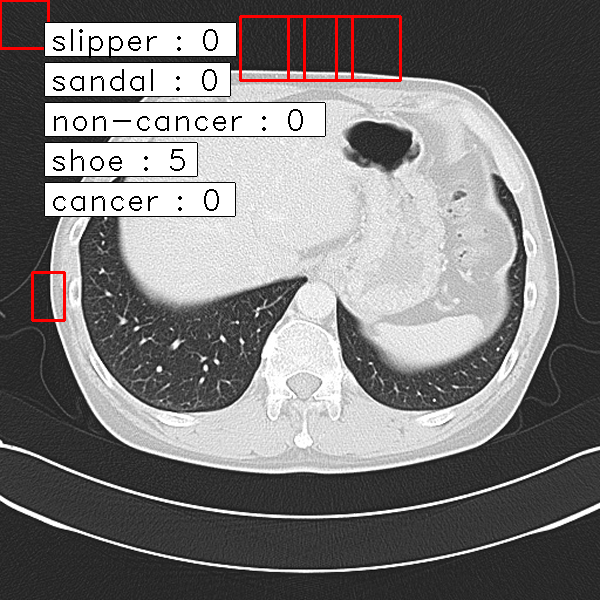 slipper : 0
sandal : 0
non-cancer : 0
shoe : 5
cancer : 0